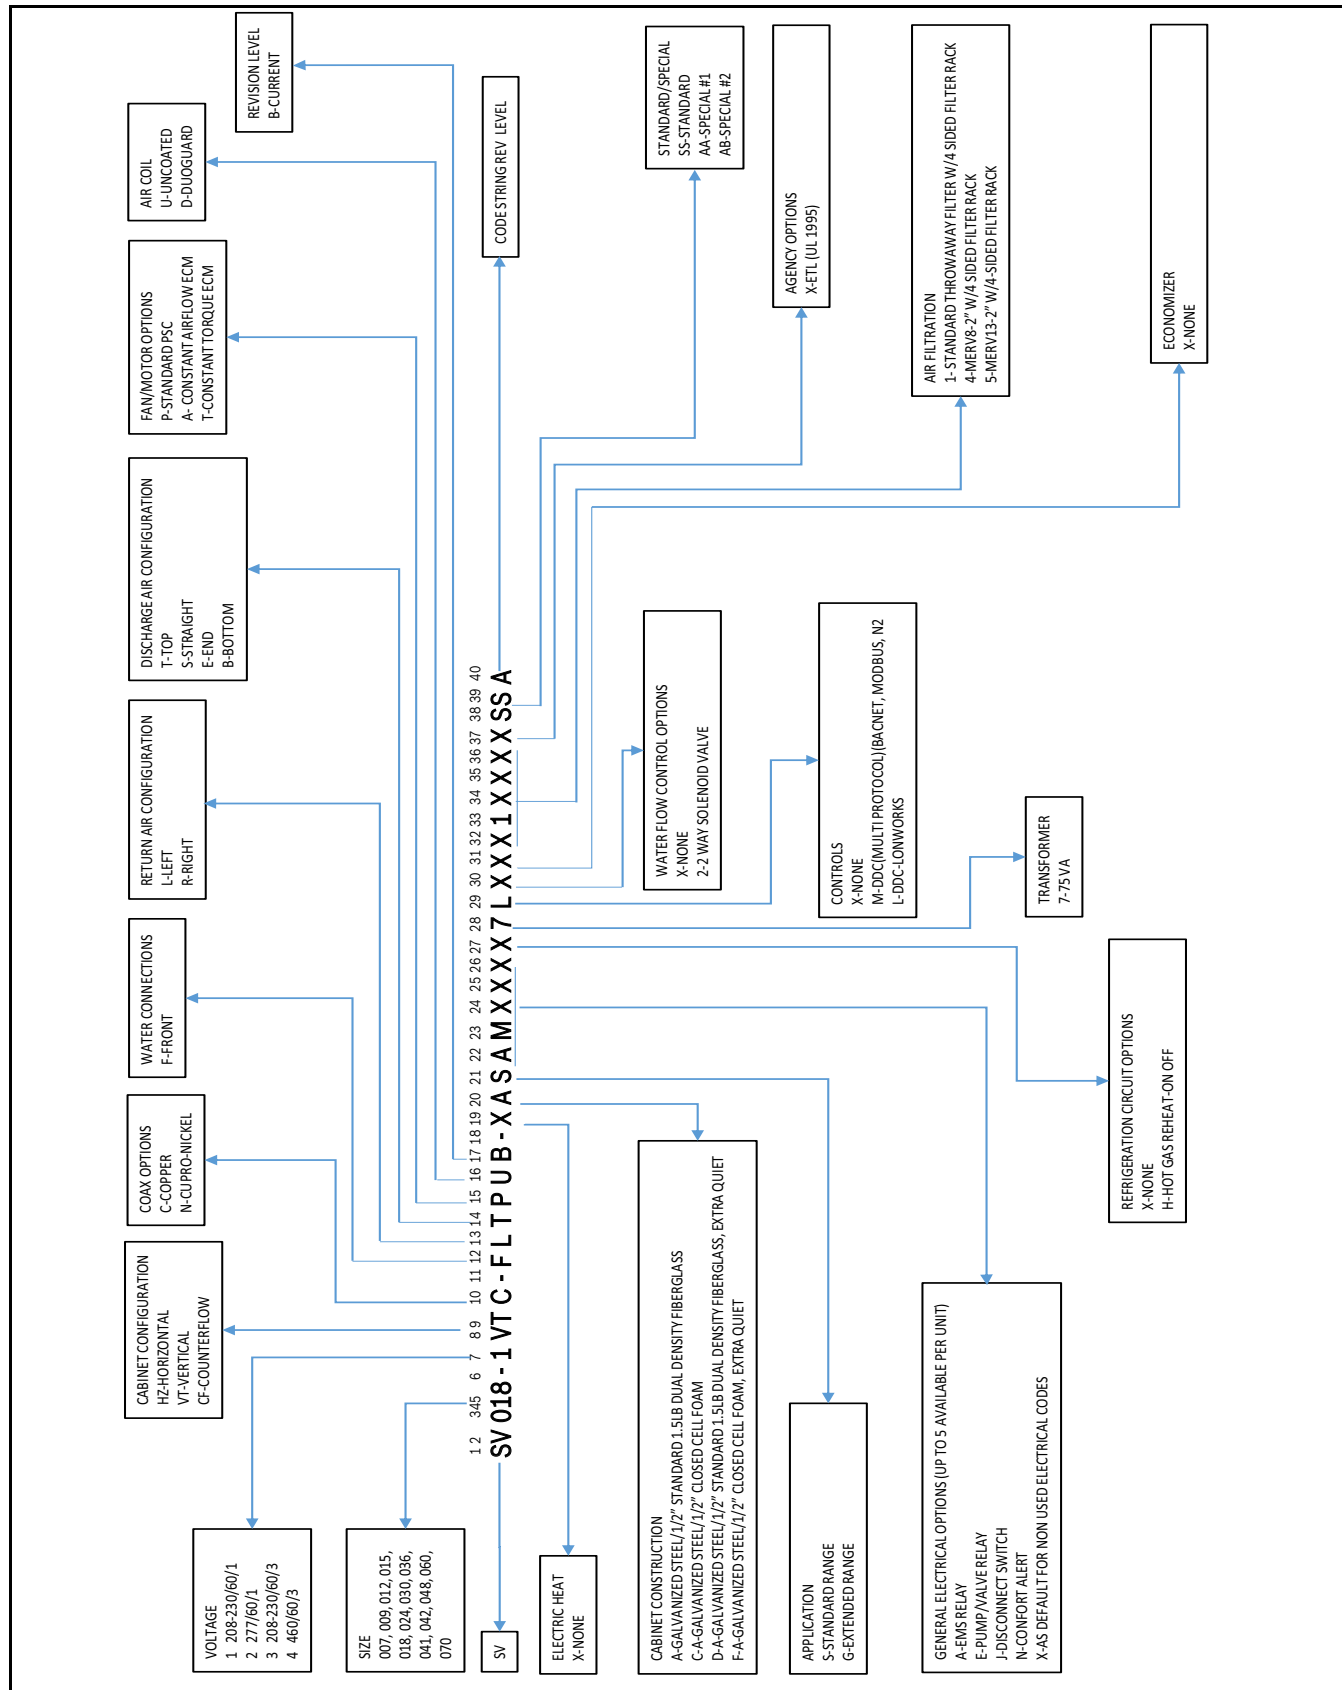 VOLTAGE
1 208-230/60/1
2 277/60/1
3 208-230/60/3
4 460/60/3
CABINET CONFIGURATION
HZ-HORIZONTAL
VT-VERTICAL
CF-COUNTERFLOW
COAX OPTIONS
C-COPPER
N-CUPRO-NICKEL
WATER CONNECTIONS
F-FRONT
RETURN AIR CONFIGURATION
L-LEFT
R-RIGHT
DISCHARGE AIR CONFIGURATION
T-TOP
S-STRAIGHT
E-END
B-BOTTOM
FAN/MOTOR OPTIONS
P-STANDARD PSC
A- CONSTANT AIRFLOW ECM
T-CONSTANT TORQUE ECM
AIR COIL
U-UNCOATED
D-DUOGUARD
REVISION LEVEL
B-CURRENT
SIZE
007, 009, 012, 015,
018, 024, 030, 036,
041, 042, 048, 060,
070
SV
1 2 345 6 7 8 9 10 11 12 13 14 15 16 17 18 19 20 21 22 23 24 25 26 27 28 29 30 31 32 33 34 35 36 37 38 39 40
SV 018 - 1 VT C - F L T P U B - X A S A M X X X X 7 L X X X 1 X X X X SS A
CODE STRING REV LEVEL
ELECTRIC HEAT
X-NONE
CABINET CONSTRUCTION
A-GALVANIZED STEEL/1/2" STANDARD 1.5LB DUAL DENSITY FIBERGLASS
C-A-GALVANIZED STEEL/1/2" CLOSED CELL FOAM
D-A-GALVANIZED STEEL/1/2" STANDARD 1.5LB DUAL DENSITY FIBERGLASS, EXTRA QUIET
F-A-GALVANIZED STEEL/1/2" CLOSED CELL FOAM, EXTRA QUIET
WATER FLOW CONTROL OPTIONS
X-NONE
2-2 WAY SOLENOID VALVE
STANDARD/SPECIAL
SS-STANDARD
AA-SPECIAL #1
AB-SPECIAL #2
APPLICATION
S-STANDARD RANGE
G-EXTENDED RANGE
CONTROLS
X-NONE
M-DDC(MULTI PROTOCOL)(BACNET, MODBUS, N2
L-DDC-LONWORKS
AGENCY OPTIONS
X-ETL (UL 1995)
GENERAL ELECTRICAL OPTIONS (UP TO 5 AVAILABLE PER UNIT)
A-EMS RELAY
E-PUMP/VALVE RELAY
J-DISCONNECT SWITCH
N-CONFORT ALERT
X-AS DEFAULT FOR NON USED ELECTRICAL CODES
TRANSFORMER
7-75 VA
AIR FILTRATION
1- STANDARD THROWAWAY FILTER W/4 SIDED FILTER RACK
4-MERV8-2" W/4 SIDED FILTER RACK
5-MERV13-2" W/4-SIDED FILTER RACK
REFRIGERATION CIRCUIT OPTIONS
X-NONE
H-HOT GAS REHEAT-ON OFF
ECONOMIZER
X-NONE